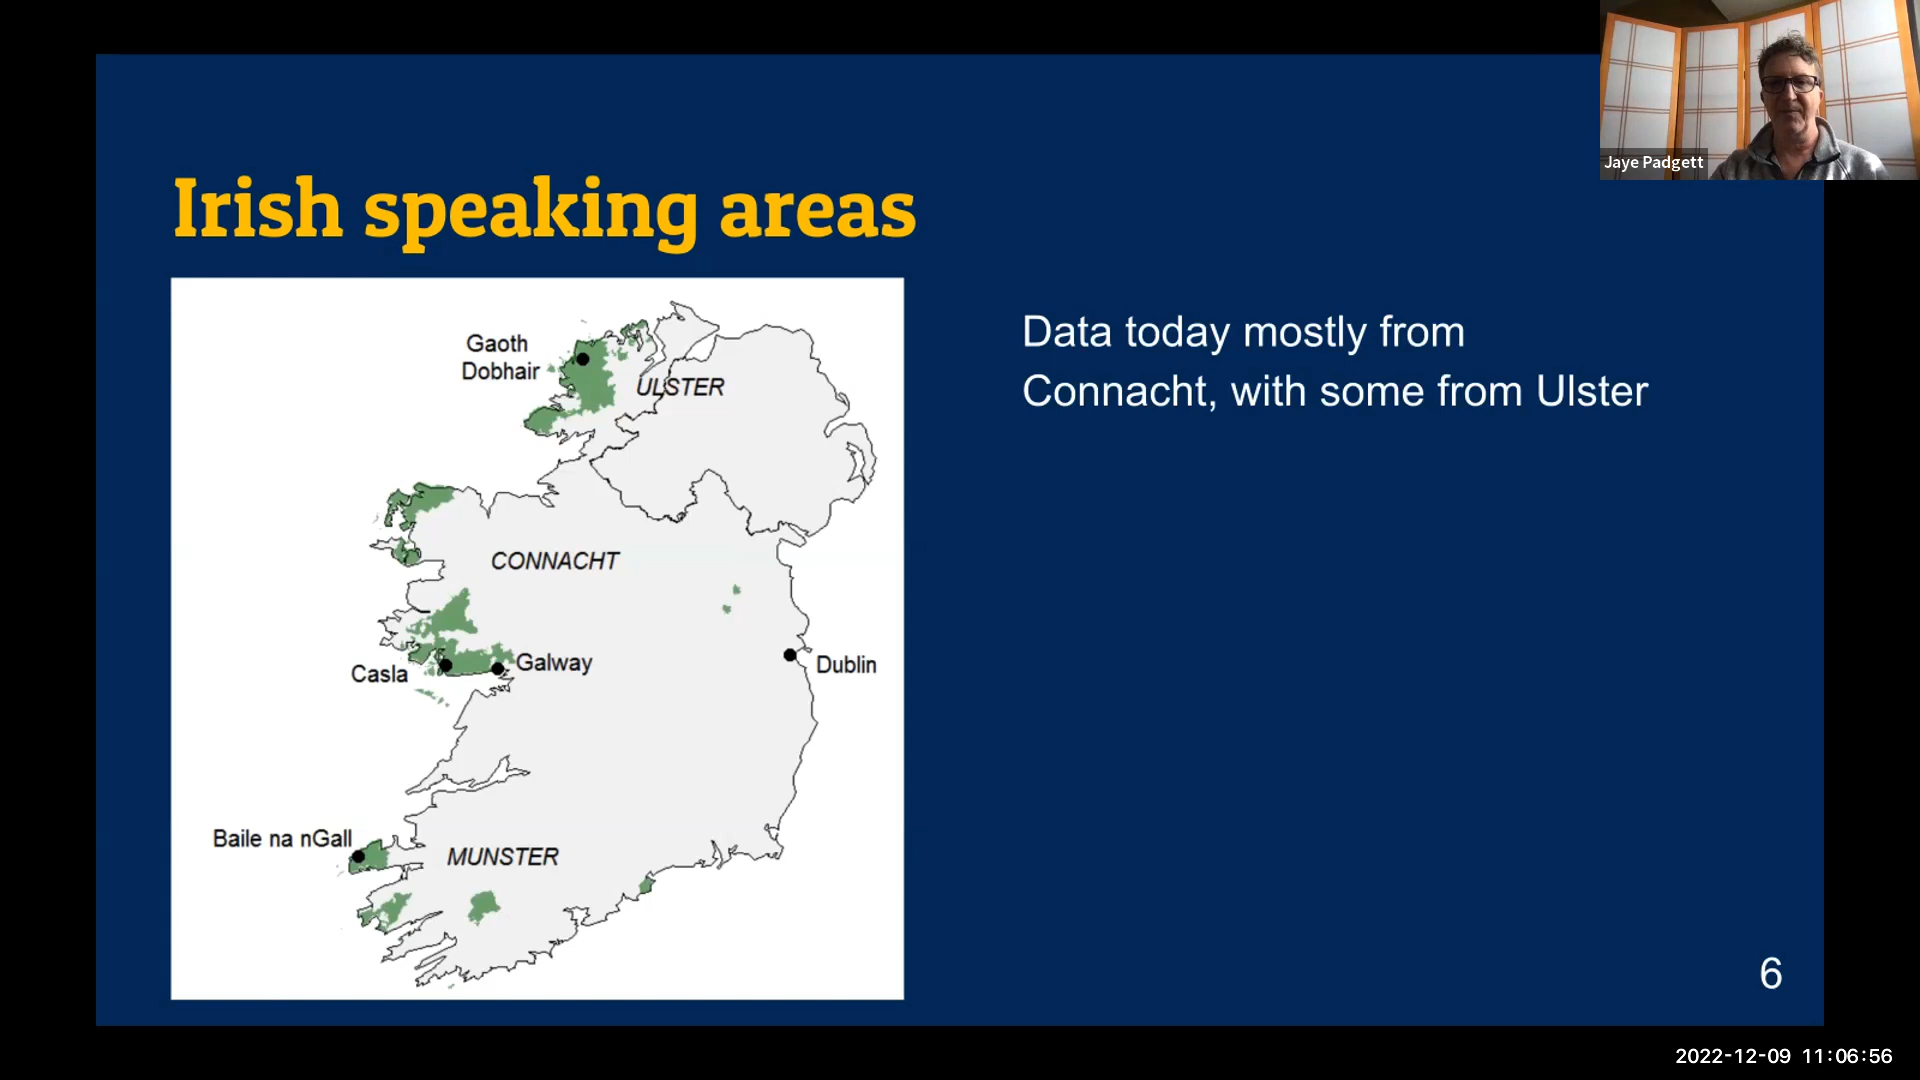 Jaye Padgett
Irish speaking areas
Gaoth
Dobhair
ULSTER
CONNACHT
Casla
Galway
Dublin
Baile na nGall
MUNSTER
Data today mostly from
Connacht, with some from Ulster
6
2022-12-09 11:06:56